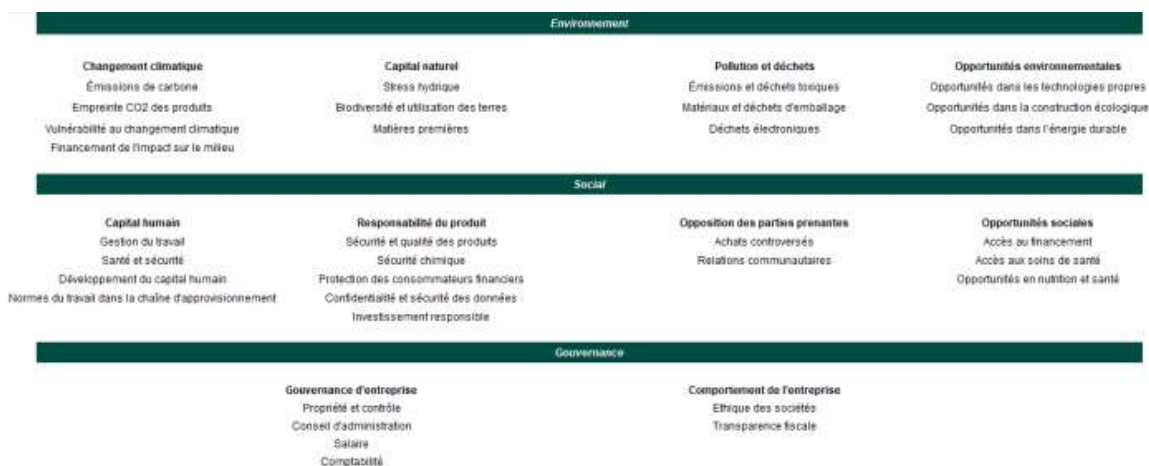 Environnement
Changement climatique
Émissions de carbone
Empreinte CO2 des produits
Vulnérabilité au changement climatique
Financement de l'impact sur le milieu
Capital naturel
Stress hydrique
Biodiversité et utilisation des terres
Matières premières
Pollution et déchets
Émissions et déchets toxiques
Matériaux et déchets d'emballage
Déchets électroniques
Opportunités environnementales
Opportunités dans les technologies propres
Opportunités dans la construction écologique
Opportunités dans l'énergie durable
Social
Capital humain
Gestion du travail
Santé et sécurité
Développement du capital humain
Normes du travail dans la chaîne d'approvisionnement
Responsabilité du produit
Sécurité et qualité des produits
Sécurité chimique
Protection des consommateurs financiers
Confidentialité et sécurité des données
Investissement responsable
Opposition des parties prenantes
Achats controversés
Relations communautaires
Opportunités sociales
Accès au financement
Accès aux soins de santé
Opportunités en nutrition et santé
Gouvernance
Gouvernance d'entreprise
Propriété et contrôle
Conseil d'administration
Salaire
Comptabilité
Comportement de l'entreprise
Ethique des sociétés
Transparence fiscale